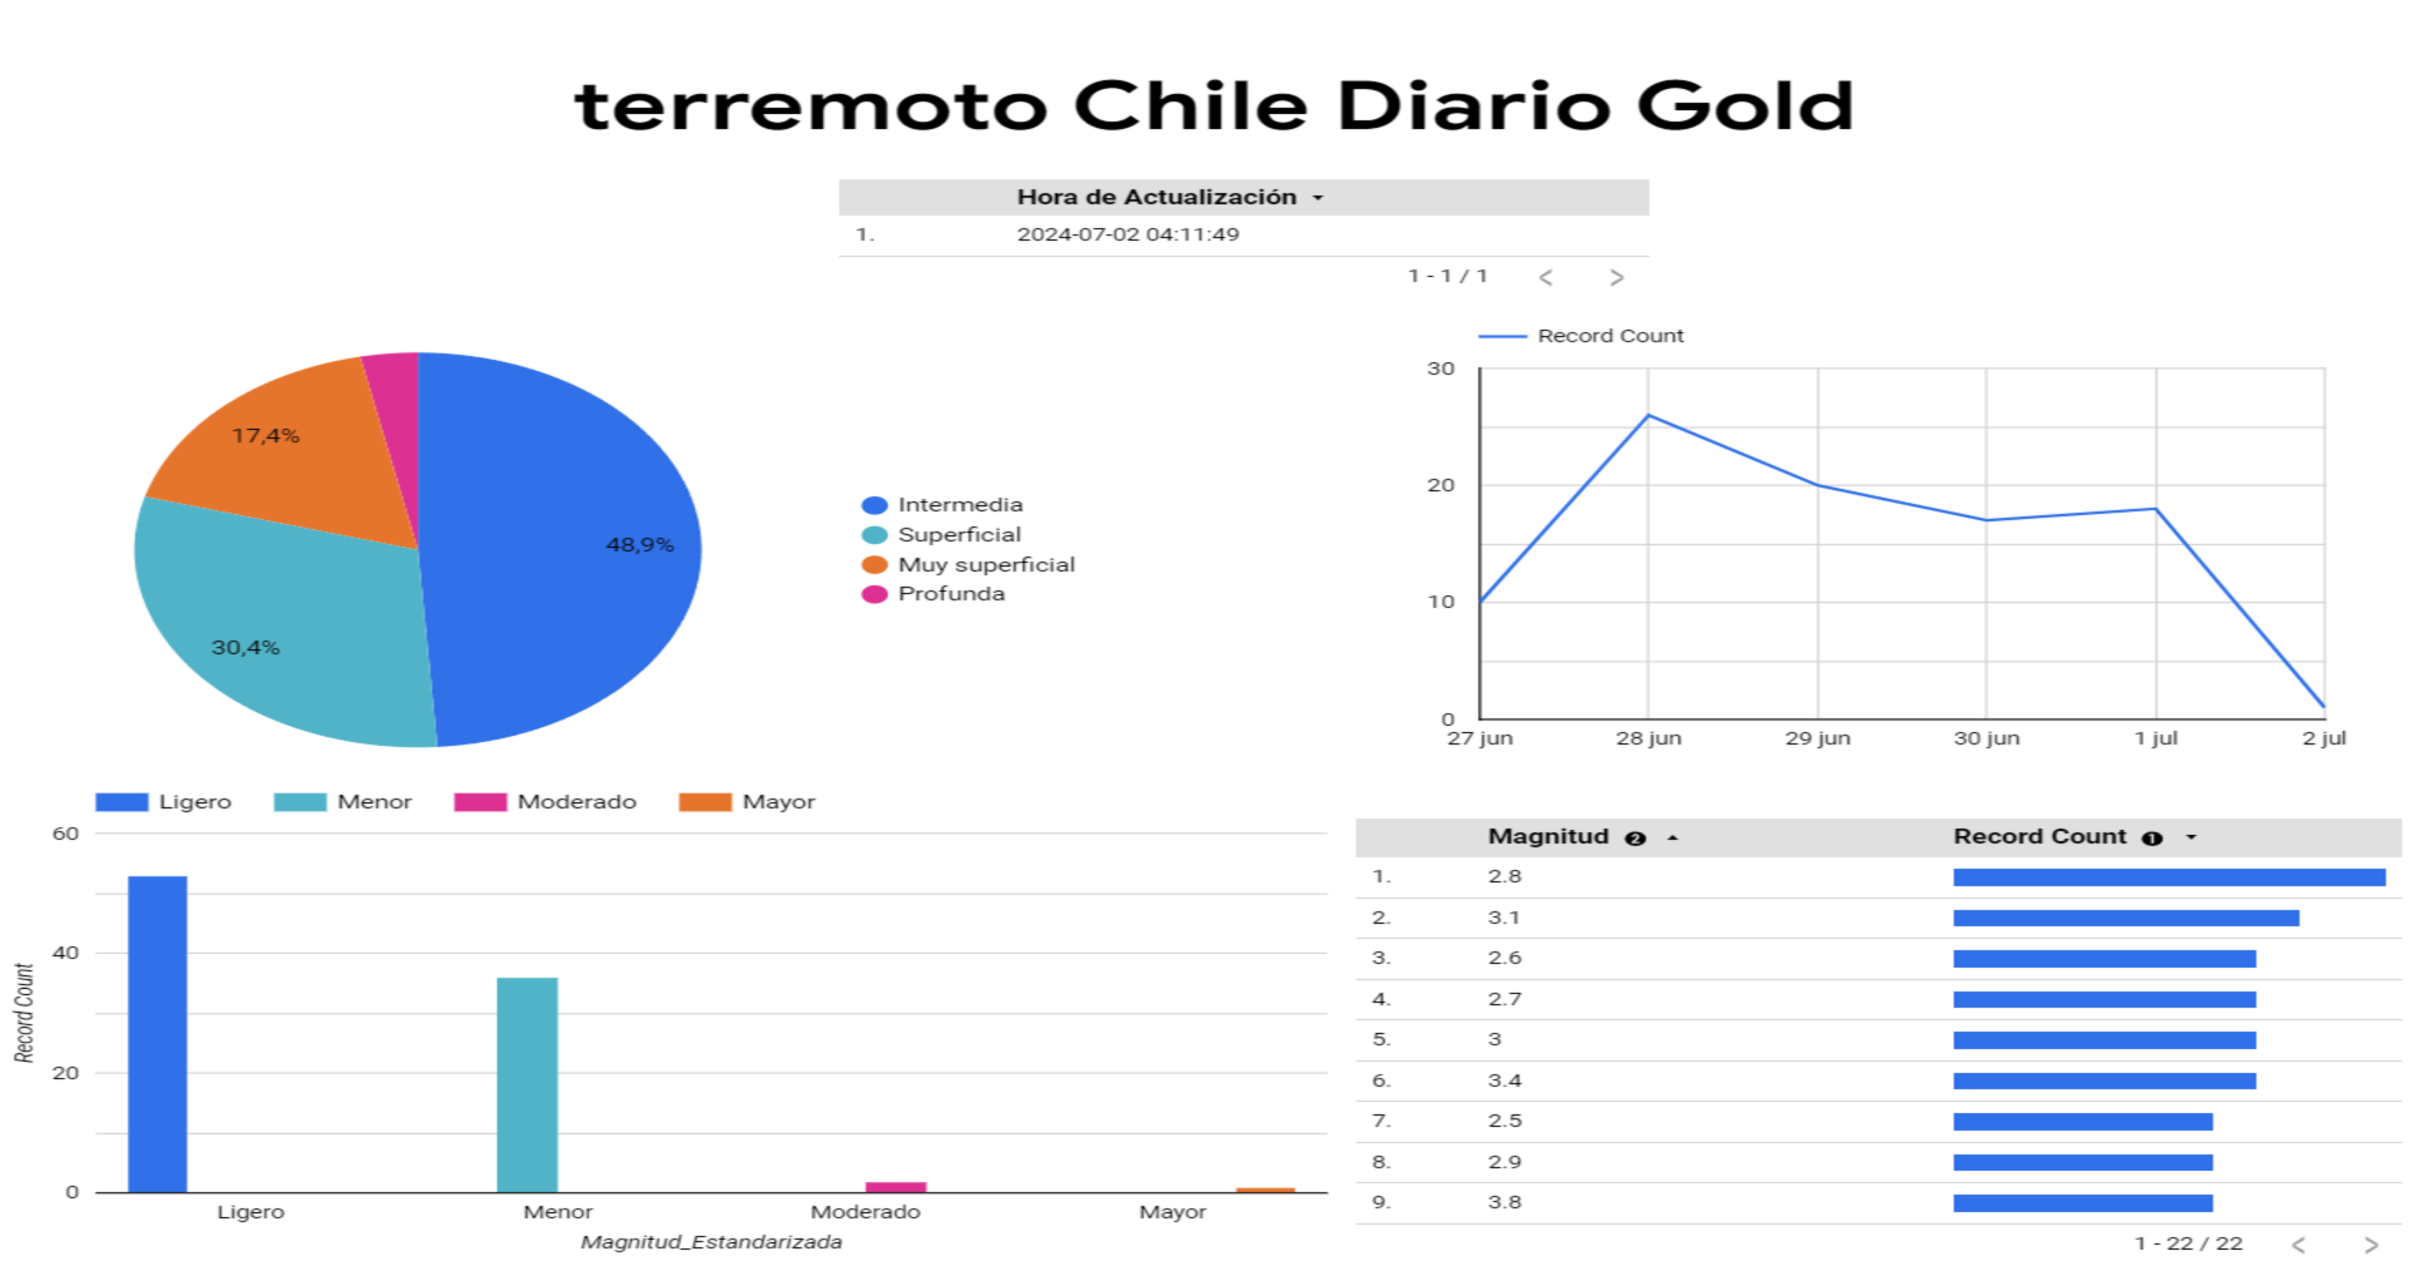 terremoto Chile Diario Gold
Hora de Actualización
1. 2024-07-02 04:11:49
1 - 1 / 1 < >
17,4%
48,9%
30,4%
Intermedia
Superficial
Muy superficial
Profunda
Record Count
30
20
10
0
27 jun 28 jun 29 jun 30 jun 1 jul 2 jul
Ligero Menor Moderado Mayor
60
40
20
0
Record Count
Ligero Menor Moderado Mayor
Magnitud_Estandarizada
Magnitud 2 Record Count 1
1. 2.8
2. 3.1
3. 2.6
4. 2.7
5. 3
6. 3.4
7. 2.5
8. 2.9
9. 3.8
1 - 22 / 22 < >